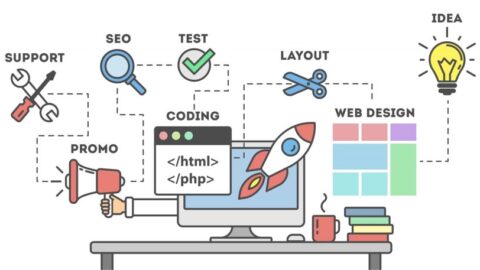 IDEA
SEO
TEST
SUPPORT
LAYOUT
CODING
WEB DESIGN
PROMO
</html>
</php>